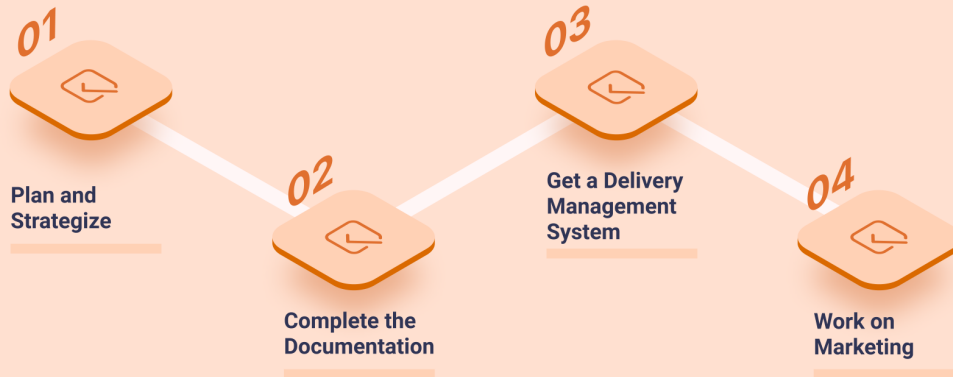 01
Plan and
Strategize
02
Complete the
Documentation
03
Get a Delivery
Management
System
04
Work on
Marketing